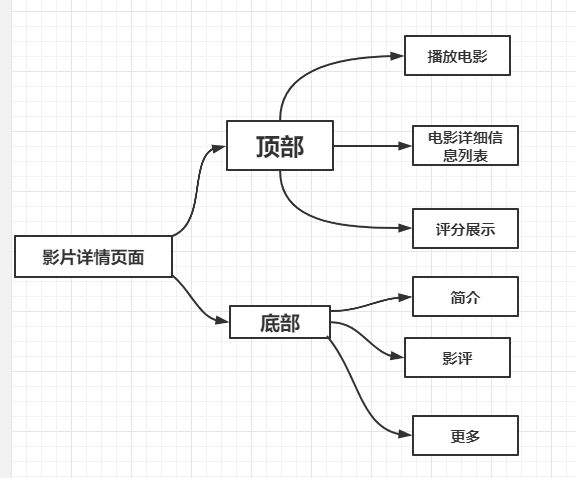 播放电影
顶部
电影详细信
息列表
评分展示
影片详情页面
简介
底部
影评
更多